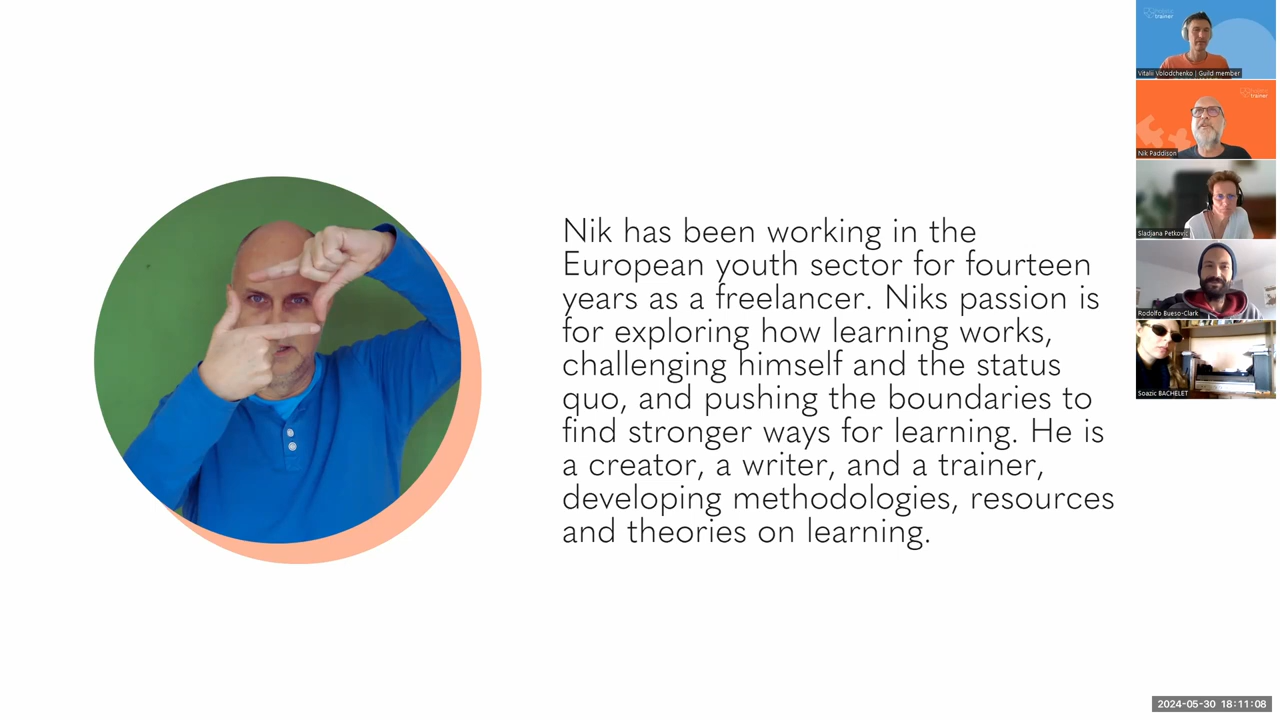 Nik has been working in the
European youth sector for fourteen
years as a freelancer. Niks passion is
for exploring how learning works,
challenging himself and the status
quo, and pushing the boundaries to
find stronger ways for learning. He is
a creator, a writer, and a trainer,
developing methodologies, resources
and theories on learning.
trainer
Vitalii Volodchenko | Guild member
trainer
Nik Paddison
Sladjana Petkovic
Rodolfo Bueso-Clark
Soazic BACHELET
2024-05-30 18:11:08